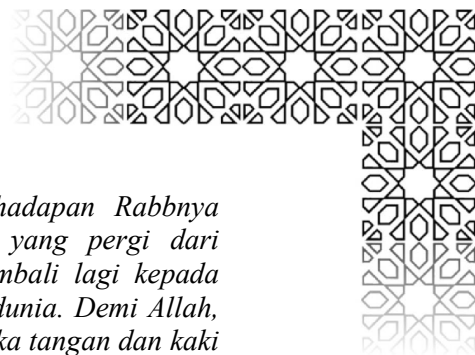 hadapan Rabbnya
yang pergi dari
mbali lagi kepada
dunia. Demi Allah,
ka tangan dan kaki